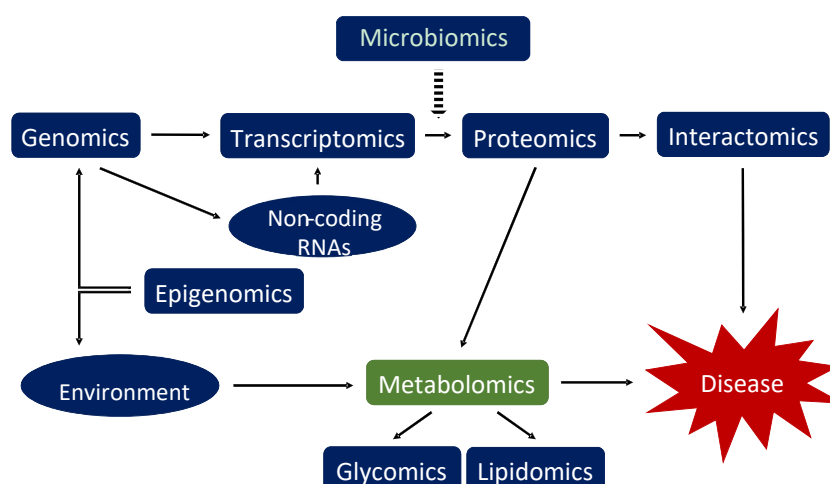 Microbiomics
Genomics
Transcriptomics
Proteomics
Interactomics
Non-coding
RNAs
Epigenomics
Environment
Metabolomics
Disease
Glycomics
Lipidomics